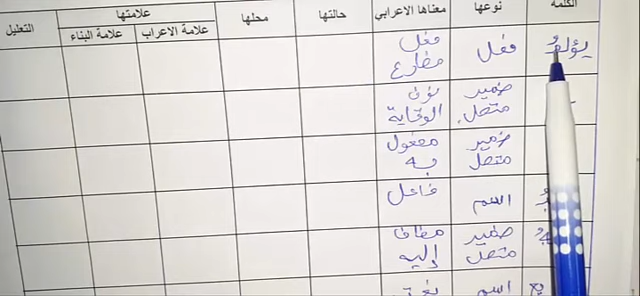 الكلمة نوعها معناها الاعرابي حالتها محلها علامتها التعليل
علامة الاعراب علامة البناء
يؤلمُ فعل فعل
مظارع
ضمير نون
متصل الوقاية
ضمير مفعول
متصل به
اسم فاعل
ضمير مضاف
متصل إليه
اسم